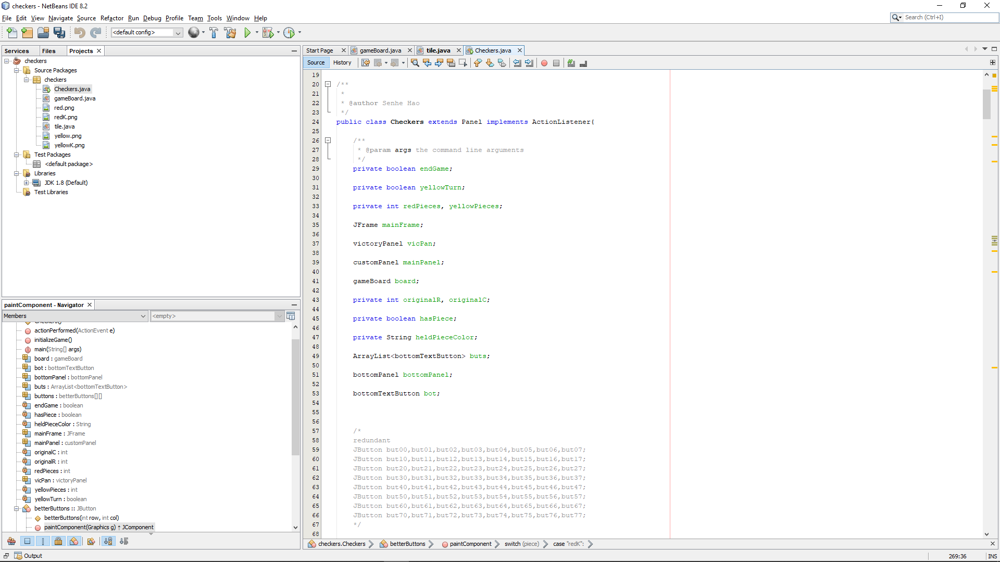 checkers - NetBeans IDE 8.2
File Edit View Navigate Source Refactor Run Debug Profile Team Tools Window Help
Search (Ctrl+I)
<default config>
Services Files Projects
checkers
Source Packages
checkers
Checkers.java
gameBoard.java
red.png
redK.png
tile.java
yellow.png
yellowK.png
Test Packages
<default package>
Libraries
JDK 1.8 (Default)
Test Libraries
paintComponent - Navigator
Members
<empty>
Checkers()
actionPerformed(ActionEvent e)
initializeGame()
main(String[] args)
board : gameBoard
bot : bottomTextButton
bottomPanel : bottomPanel
buts : ArrayList<bottomTextButton>
buttons : betterButtons[][]
endGame : boolean
hasPiece : boolean
heldPieceColor : String
mainFrame : JFrame
mainPanel : customPanel
originalC : int
originalR : int
redPieces : int
vicPan : victoryPanel
yellowPieces : int
yellowTurn : boolean
betterButtons :: JButton
betterButtons(int row, int col)
paintComponent(Graphics g) ↑ JComponent
Output
Start Page gameBoard.java tile.java Checkers.java
Source History
19
20 /**
21 *
22 * @author Senhe Hao
23 */
24 public class Checkers extends Panel implements ActionListener{
25
26 /**
27 * @param args the command line arguments
28 */
29 private boolean endGame;
30
31 private boolean yellowTurn;
32
33 private int redPieces, yellowPieces;
34
35 JFrame mainFrame;
36
37 victoryPanel vicPan;
38
39 customPanel mainPanel;
40
41 gameBoard board;
42
43 private int originalR, originalC;
44
45 private boolean hasPiece;
46
47 private String heldPieceColor;
48
49 ArrayList<bottomTextButton> buts;
50
51 bottomPanel bottomPanel;
52
53 bottomTextButton bot;
54
55
56
57 /*
58 redundant
59 JButton but00,but01,but02,but03,but04,but05,but06,but07;
60 JButton but10,but11,but12,but13,but14,but15,but16,but17;
61 JButton but20,but21,but22,but23,but24,but25,but26,but27;
62 JButton but30,but31,but32,but33,but34,but35,but36,but37;
63 JButton but40,but41,but42,but43,but44,but45,but46,but47;
64 JButton but50,but51,but52,but53,but54,but55,but56,but57;
65 JButton but60,but61,but62,but63,but64,but65,but66,but67;
66 JButton but70,but71,but72,but73,but74,but75,but76,but77;
67 */
68
checkers.Checkers betterButtons paintComponent switch (piece) case "redK":
269:36 INS